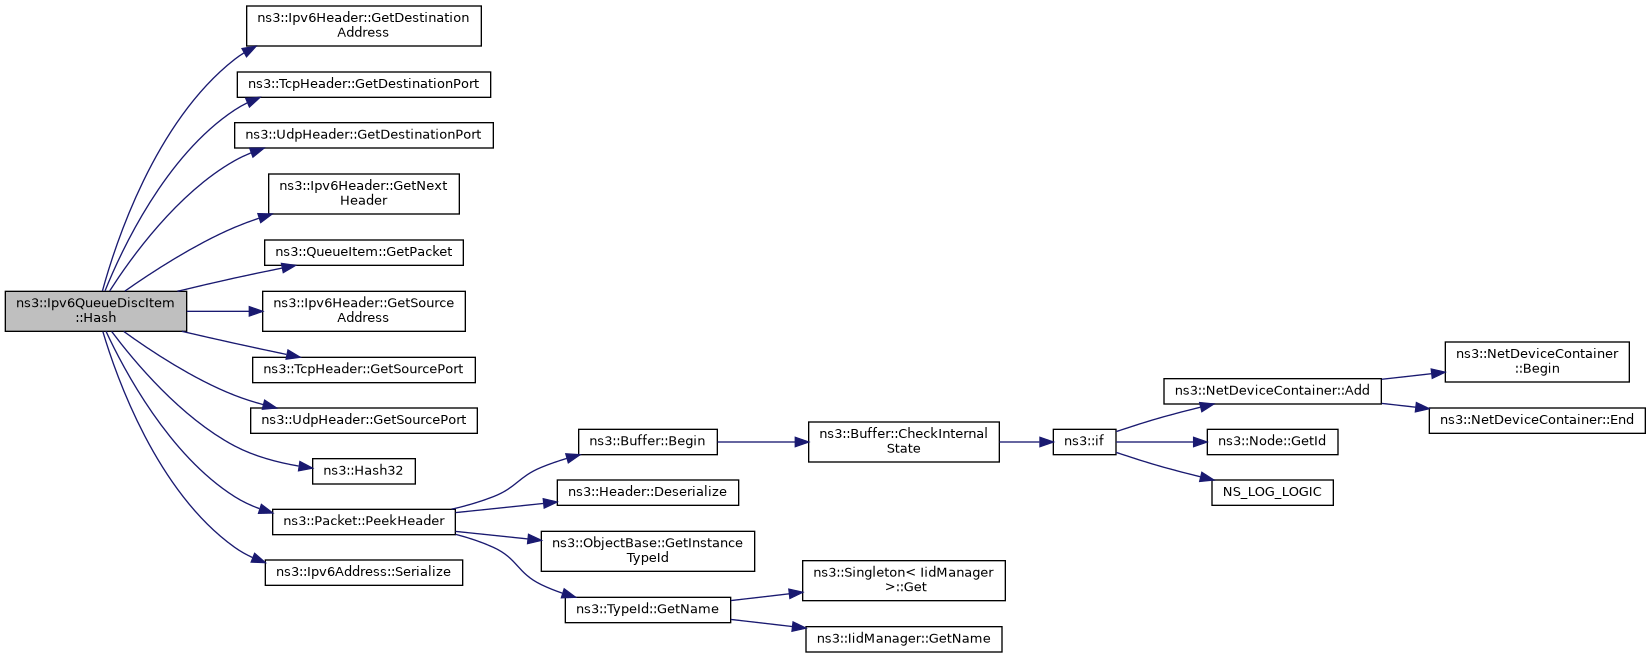 ns3::Ipv6QueueDiscItem
::Hash
ns3::Ipv6Header::GetDestination
Address
ns3::TcpHeader::GetDestinationPort
ns3::UdpHeader::GetDestinationPort
ns3::Ipv6Header::GetNext
Header
ns3::QueueItem::GetPacket
ns3::Ipv6Header::GetSource
Address
ns3::TcpHeader::GetSourcePort
ns3::UdpHeader::GetSourcePort
ns3::Hash32
ns3::Packet::PeekHeader
ns3::Ipv6Address::Serialize
ns3::Buffer::Begin
ns3::Header::Deserialize
ns3::ObjectBase::GetInstance
TypeId
ns3::TypeId::GetName
ns3::Buffer::CheckInternal
State
ns3::Singleton< IidManager
>::Get
ns3::IidManager::GetName
ns3::if
ns3::NetDeviceContainer::Add
ns3::Node::GetId
NS_LOG_LOGIC
ns3::NetDeviceContainer
::Begin
ns3::NetDeviceContainer::End